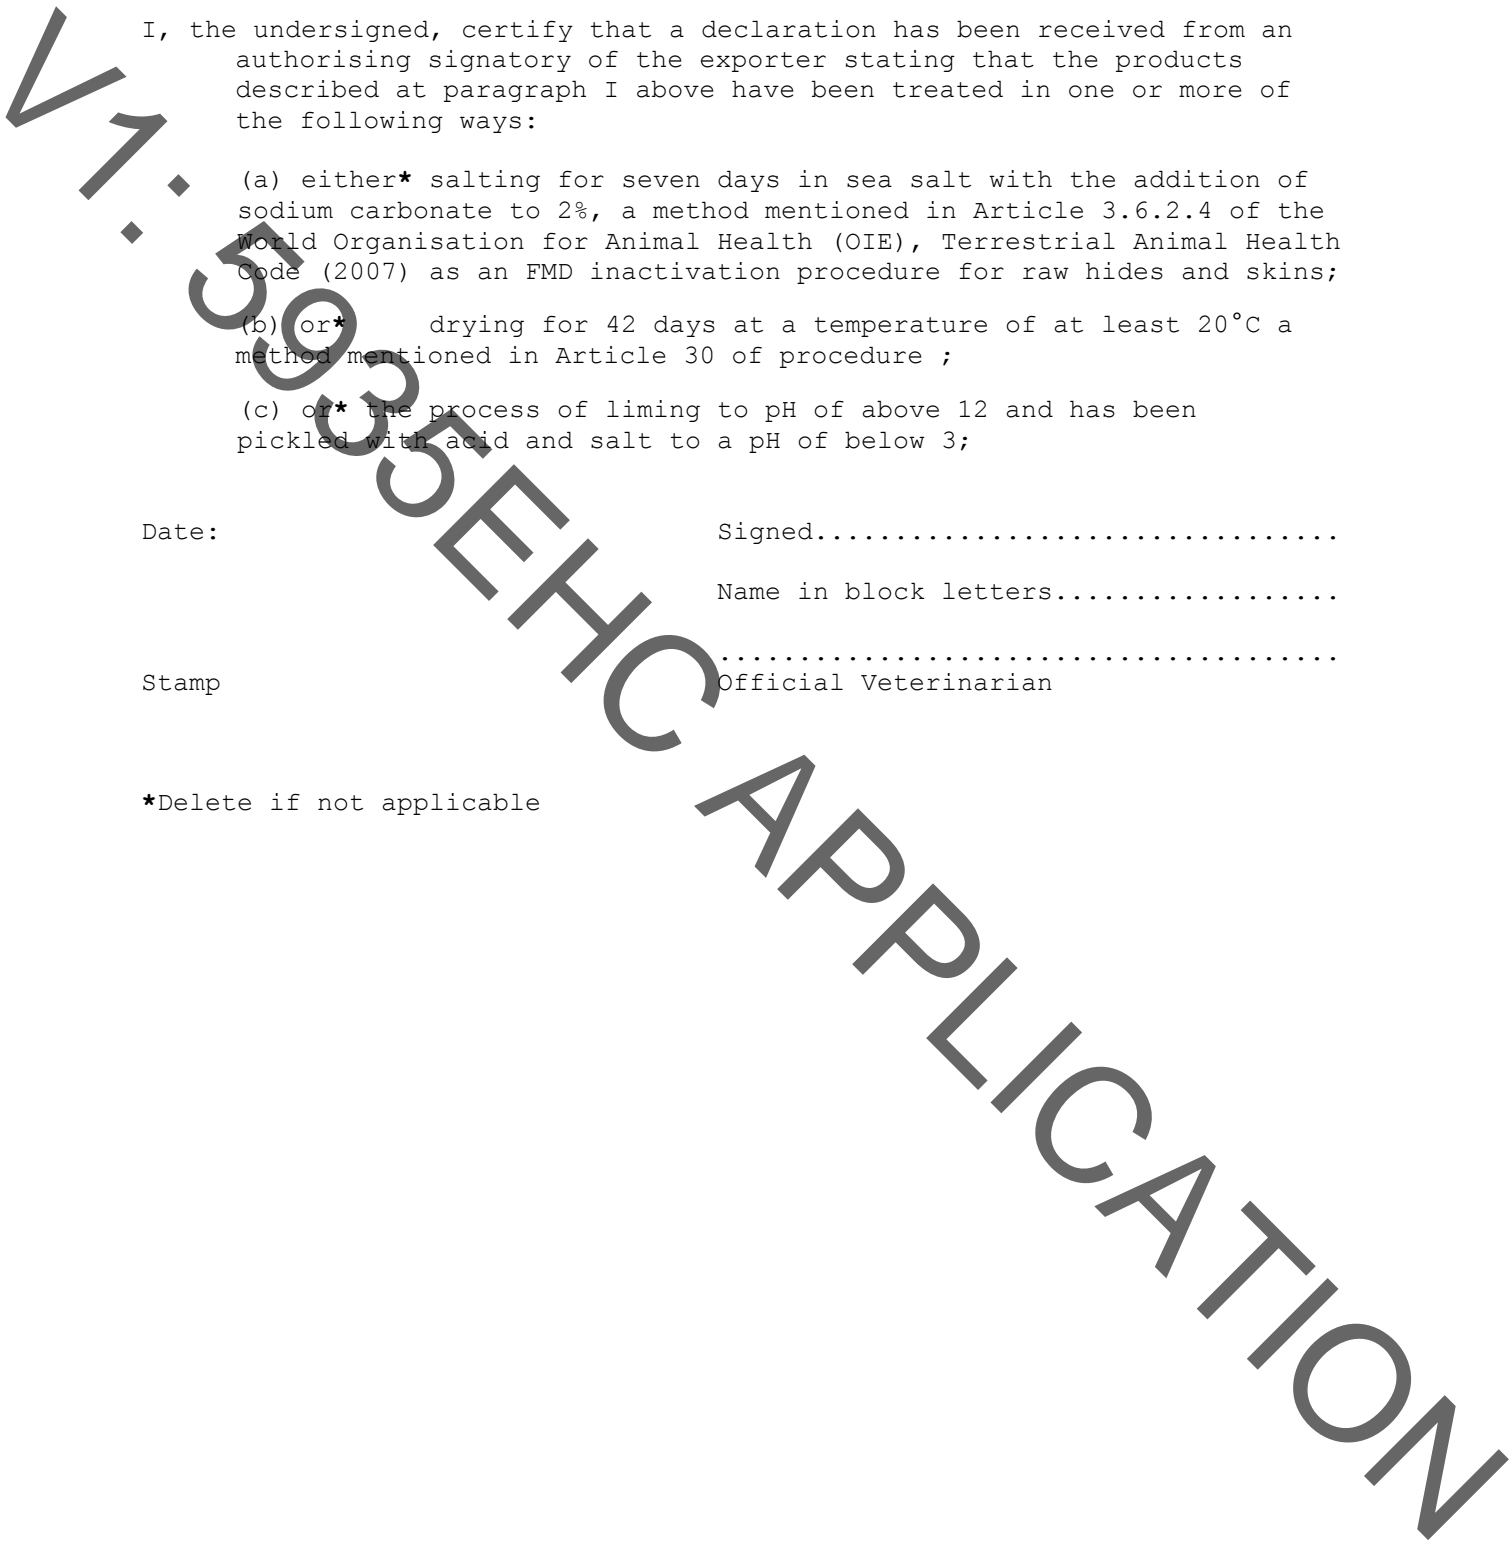 I, the undersigned, certify that a declaration has been received from an
authorising signatory of the exporter stating that the products
described at paragraph I above have been treated in one or more of
the following ways:
(a) either* salting for seven days in sea salt with the addition of
sodium carbonate to 2%, a method mentioned in Article 3.6.2.4 of the
World Organisation for Animal Health (OIE), Terrestrial Animal Health
Code (2007) as an FMD inactivation procedure for raw hides and skins;
(b) or* drying for 42 days at a temperature of at least 20°C a
method mentioned in Article 30 of procedure ;
(c) or* the process of liming to pH of above 12 and has been
pickled with acid and salt to a pH of below 3;
Date: Signed.................................
Name in block letters..................
.......................................
Stamp Official Veterinarian
*Delete if not applicable
V1: 5935EHC APPLICATION